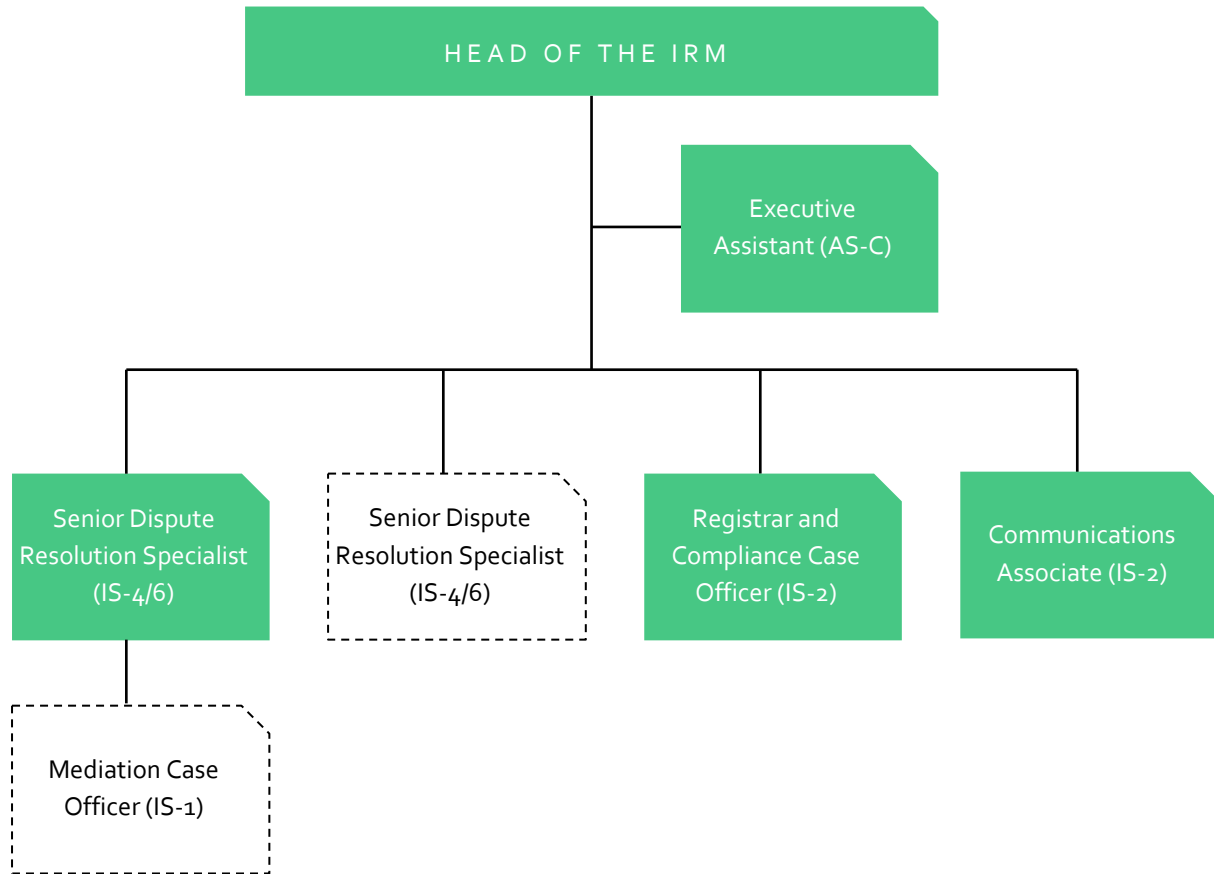 HEAD OF THE IRM
Executive
Assistant (AS-C)
Senior Dispute
Resolution Specialist
(IS-4/6)
Senior Dispute
Resolution Specialist
(IS-4/6)
Registrar and
Compliance Case
Officer (IS-2)
Communications
Associate (IS-2)
Mediation Case
Officer (IS-1)